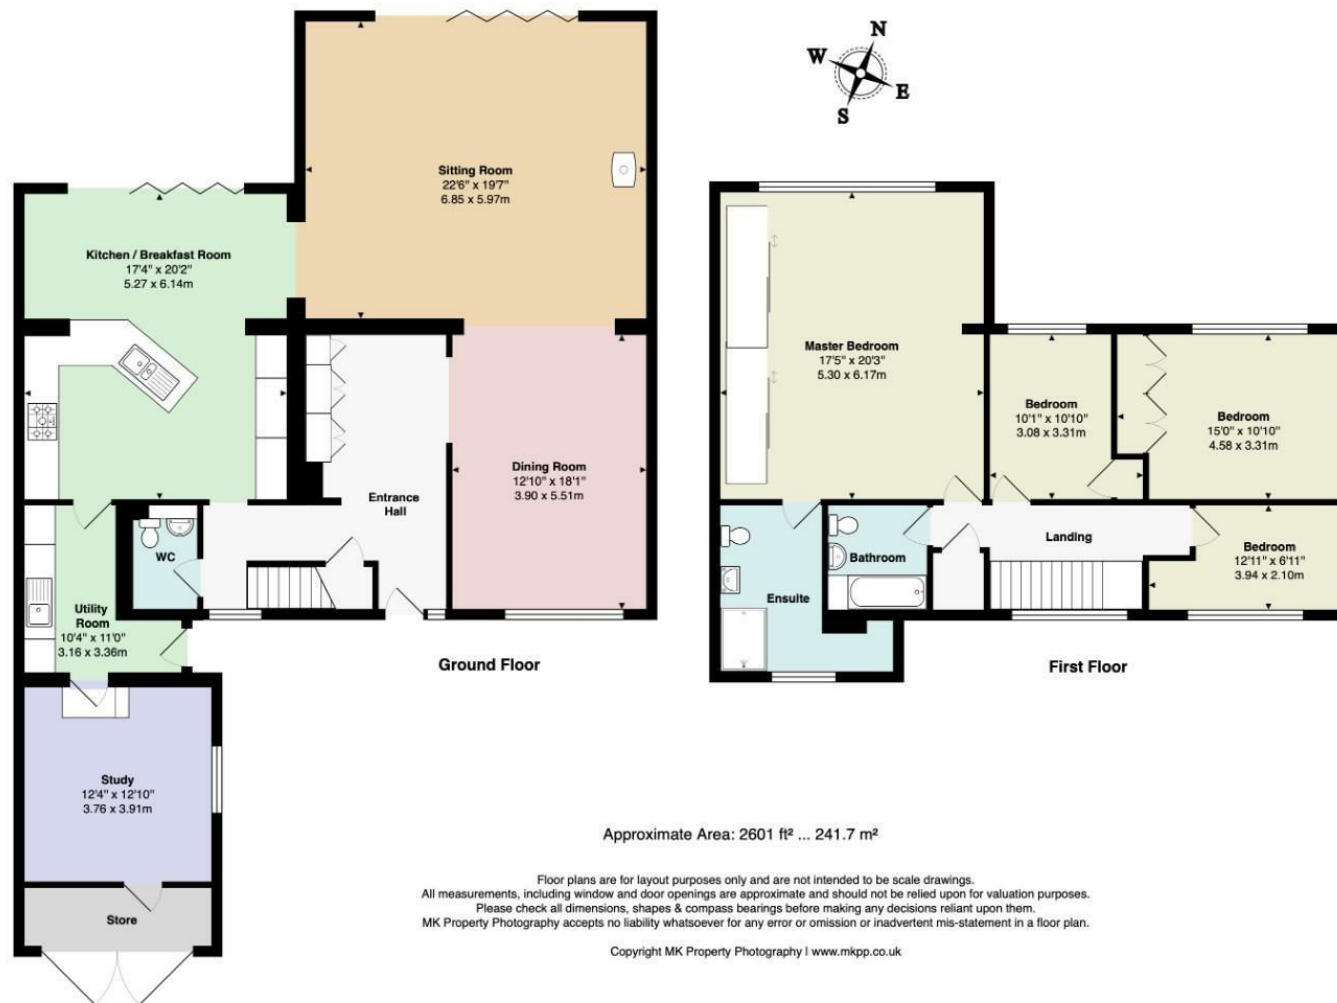 N
W
E
S
Sitting Room
22'6" x 19'7"
6.85 x 5.97m
Kitchen / Breakfast Room
17'4" x 20'2"
5.27 x 6.14m
Dining Room
12'10" x 18'1"
3.90 x 5.51m
Entrance
Hall
WC
Utility
Room
10'4" x 11'0"
3.16 x 3.36m
Study
12'4" x 12'10"
3.76 x 3.91m
Store
Ground Floor
Master Bedroom
17'5" x 20'3"
5.30 x 6.17m
Bedroom
10'1" x 10'10"
3.08 x 3.31m
Bedroom
15'0" x 10'10"
4.58 x 3.31m
Landing
Bedroom
12'11" x 6'11"
3.94 x 2.10m
Bathroom
Ensuite
First Floor
Approximate Area: 2601 ft² ... 241.7 m²
Floor plans are for layout purposes only and are not intended to be scale drawings.
All measurements, including window and door openings are approximate and should not be relied upon for valuation purposes.
Please check all dimensions, shapes & compass bearings before making any decisions reliant upon them.
MK Property Photography accepts no liability whatsoever for any error or omission or inadvertent mis-statement in a floor plan.
Copyright MK Property Photography | www.mkpp.co.uk